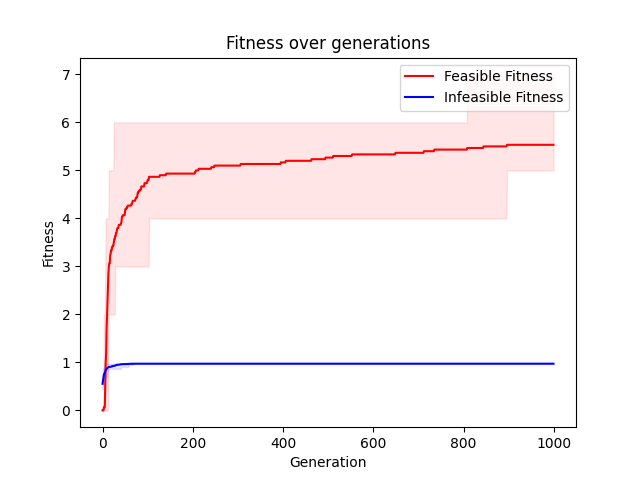 Fitness over generations
Feasible Fitness
Infeasible Fitness
Fitness
7
6
5
4
3
2
1
0
0 200 400 600 800 1000
Generation